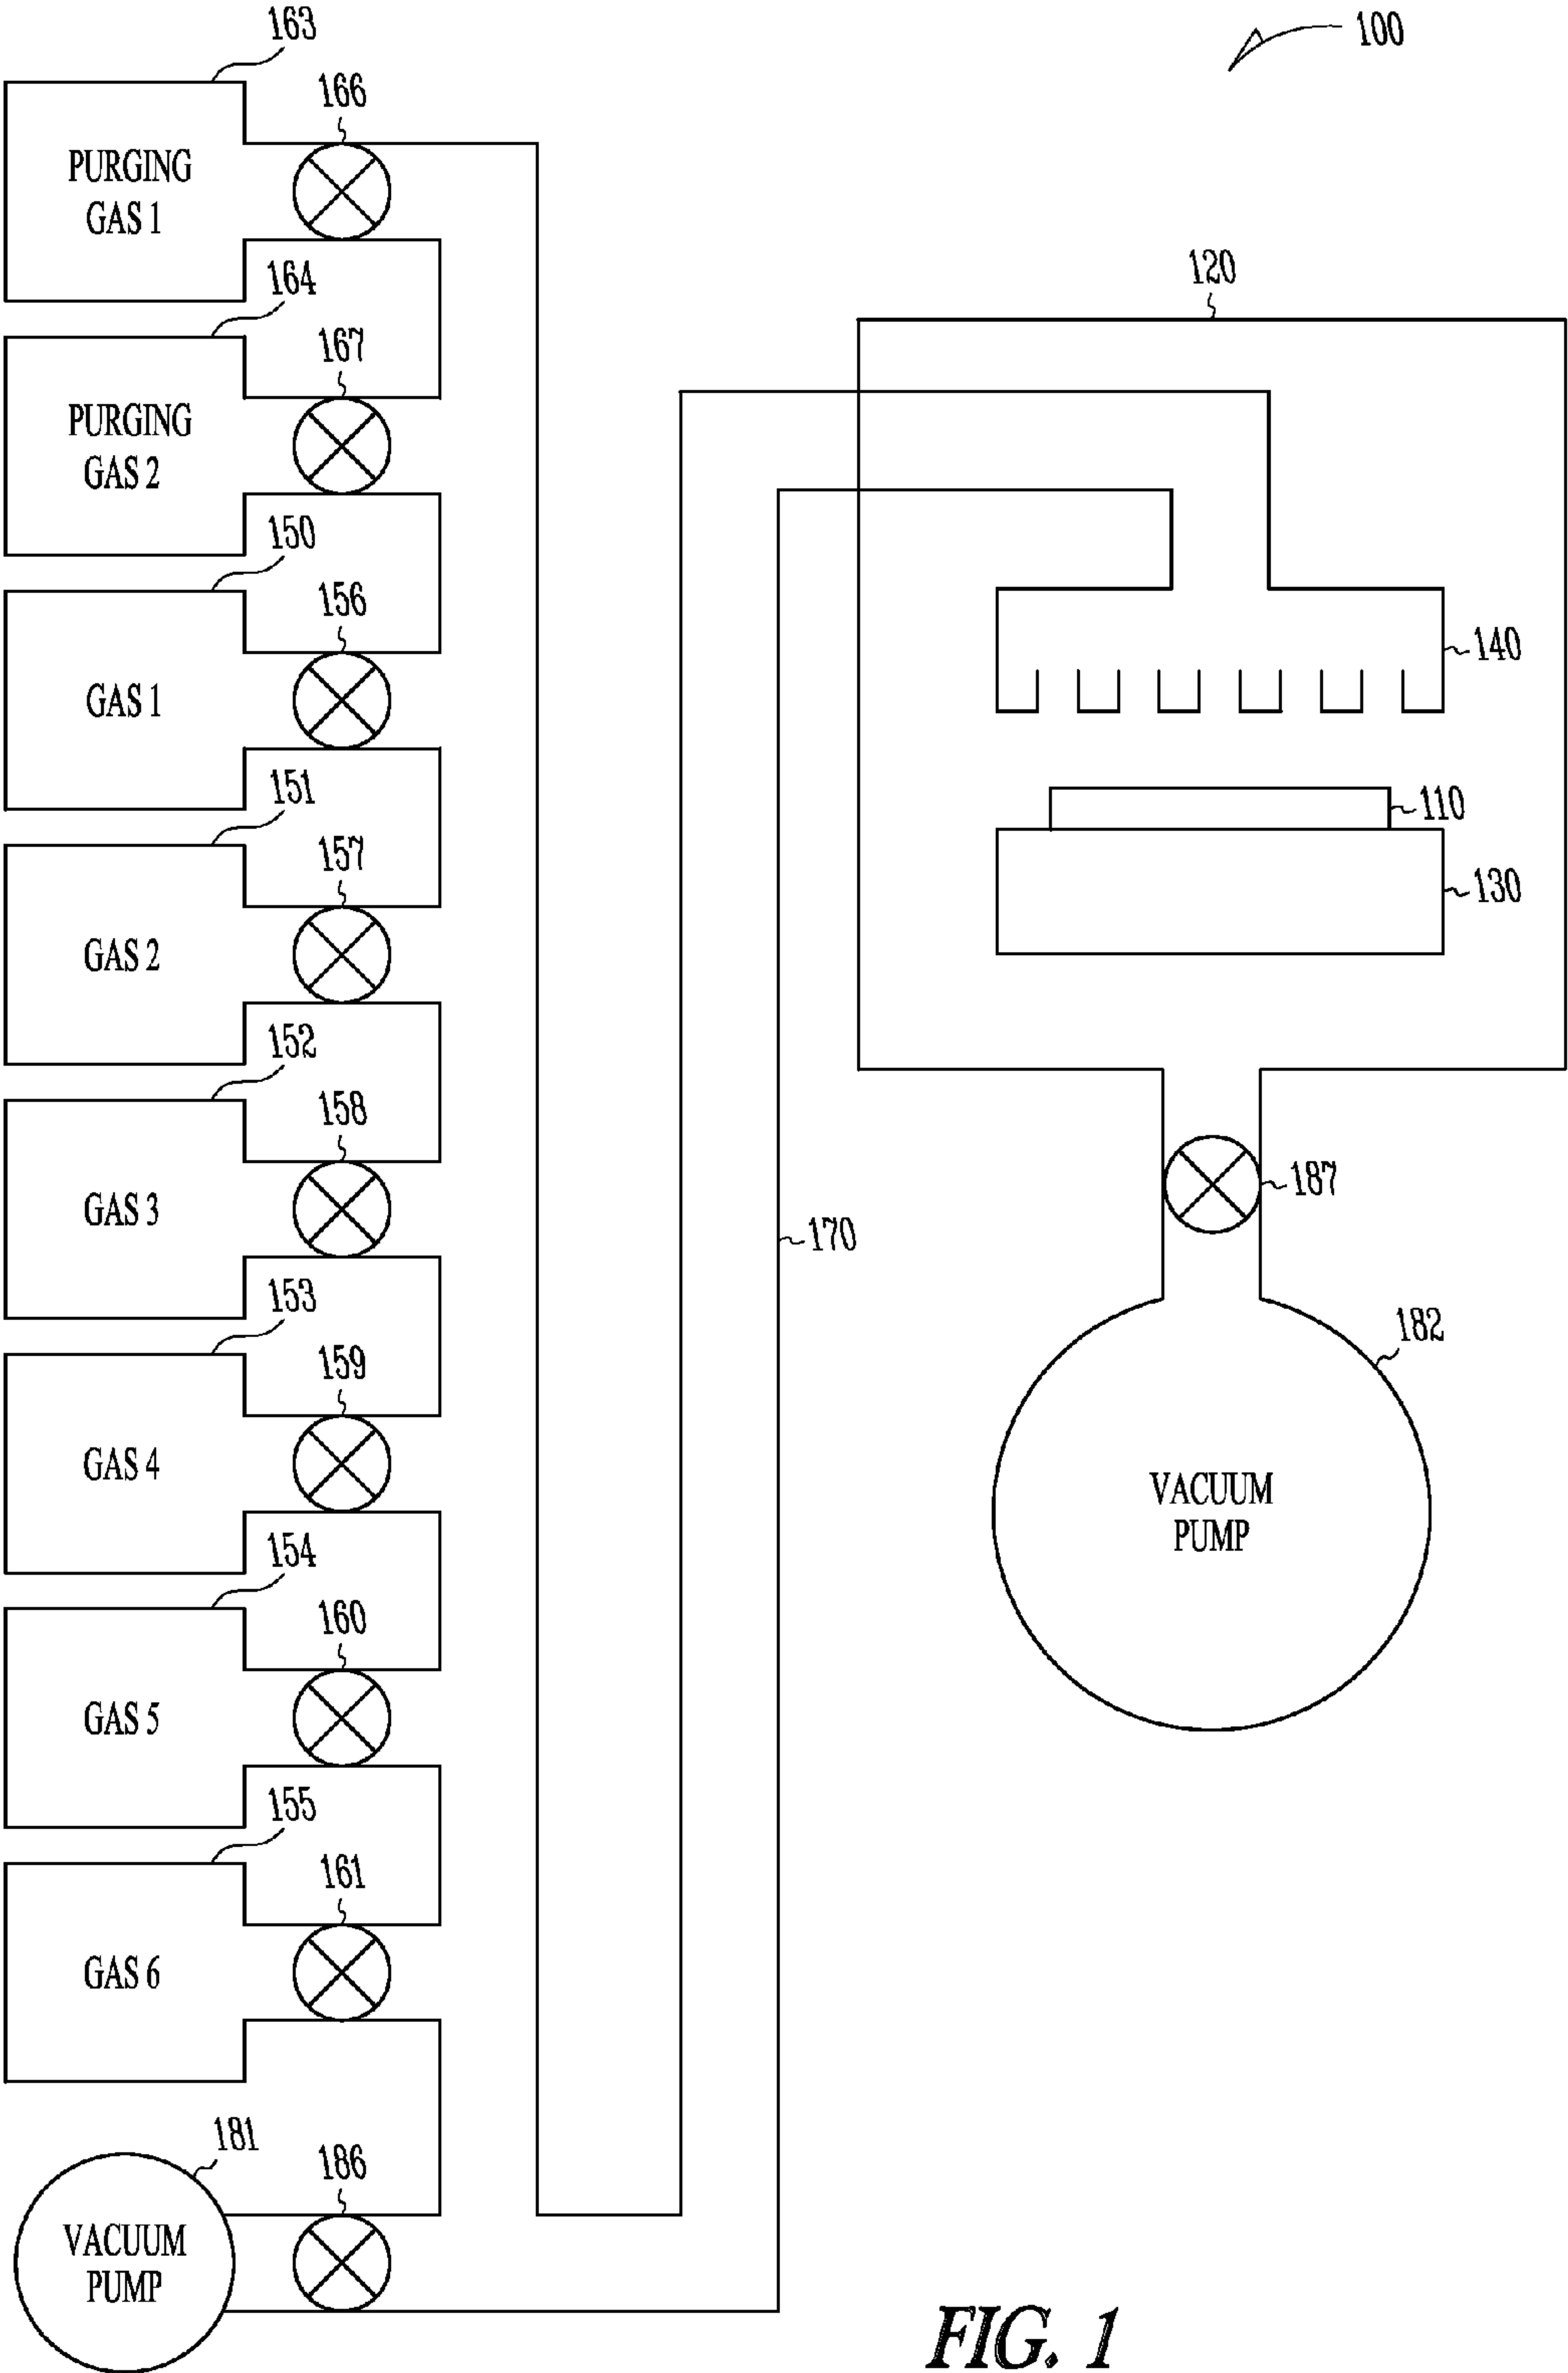 163
100
166
PURGING
GAS 1
164
120
167
PURGING
GAS 2
150
156
140
GAS 1
151
110
157
130
GAS 2
152
158
187
GAS 3
170
153
182
159
GAS 4
VACUUM
PUMP
154
160
GAS 5
155
161
GAS 6
181
186
VACUUM
PUMP
FIG. 1